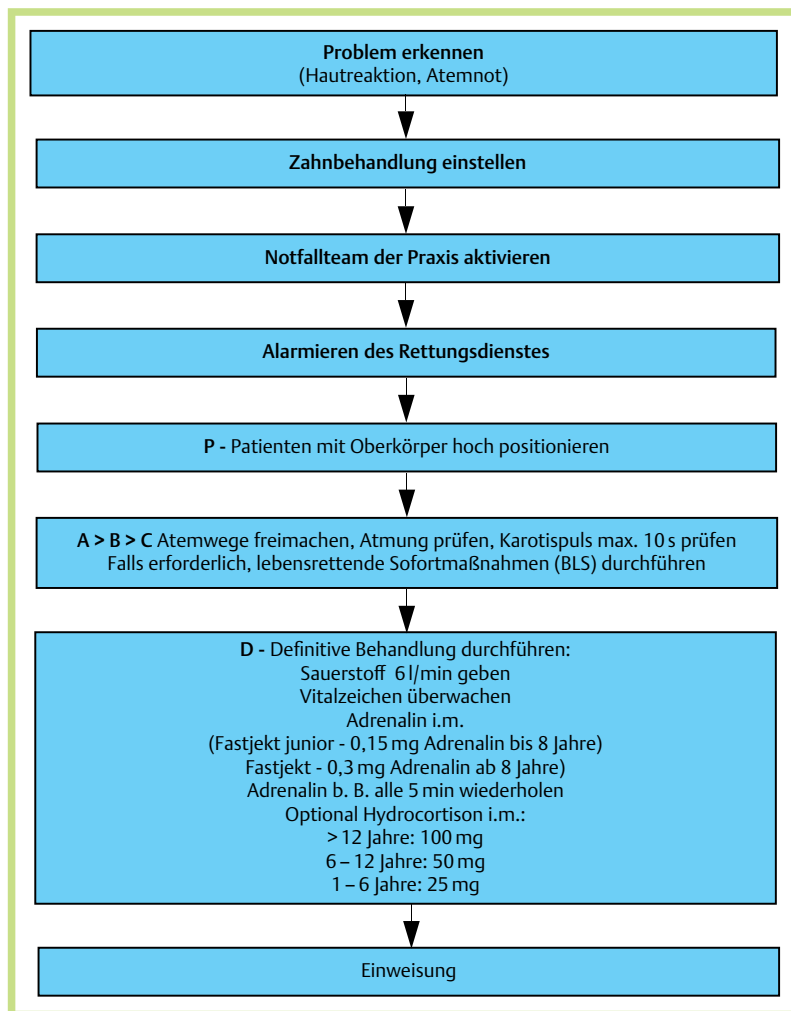 Problem erkennen
(Hautreaktion, Atemnot)
Zahnbehandlung einstellen
Notfallteam der Praxis aktivieren
Alarmieren des Rettungsdienstes
P - Patienten mit Oberkörper hoch positionieren
A > B > C Atemwege freimachen, Atmung prüfen, Karotispuls max. 10 s prüfen
Falls erforderlich, lebensrettende Sofortmaßnahmen (BLS) durchführen
D - Definitive Behandlung durchführen:
Sauerstoff 6 l/min geben
Vitalzeichen überwachen
Adrenalin i.m.
(Fastjekt junior - 0,15 mg Adrenalin bis 8 Jahre)
Fastjekt - 0,3 mg Adrenalin ab 8 Jahre)
Adrenalin b. B. alle 5 min wiederholen
Optional Hydrocortison i.m.:
> 12 Jahre: 100 mg
6 – 12 Jahre: 50 mg
1 – 6 Jahre: 25 mg
Einweisung